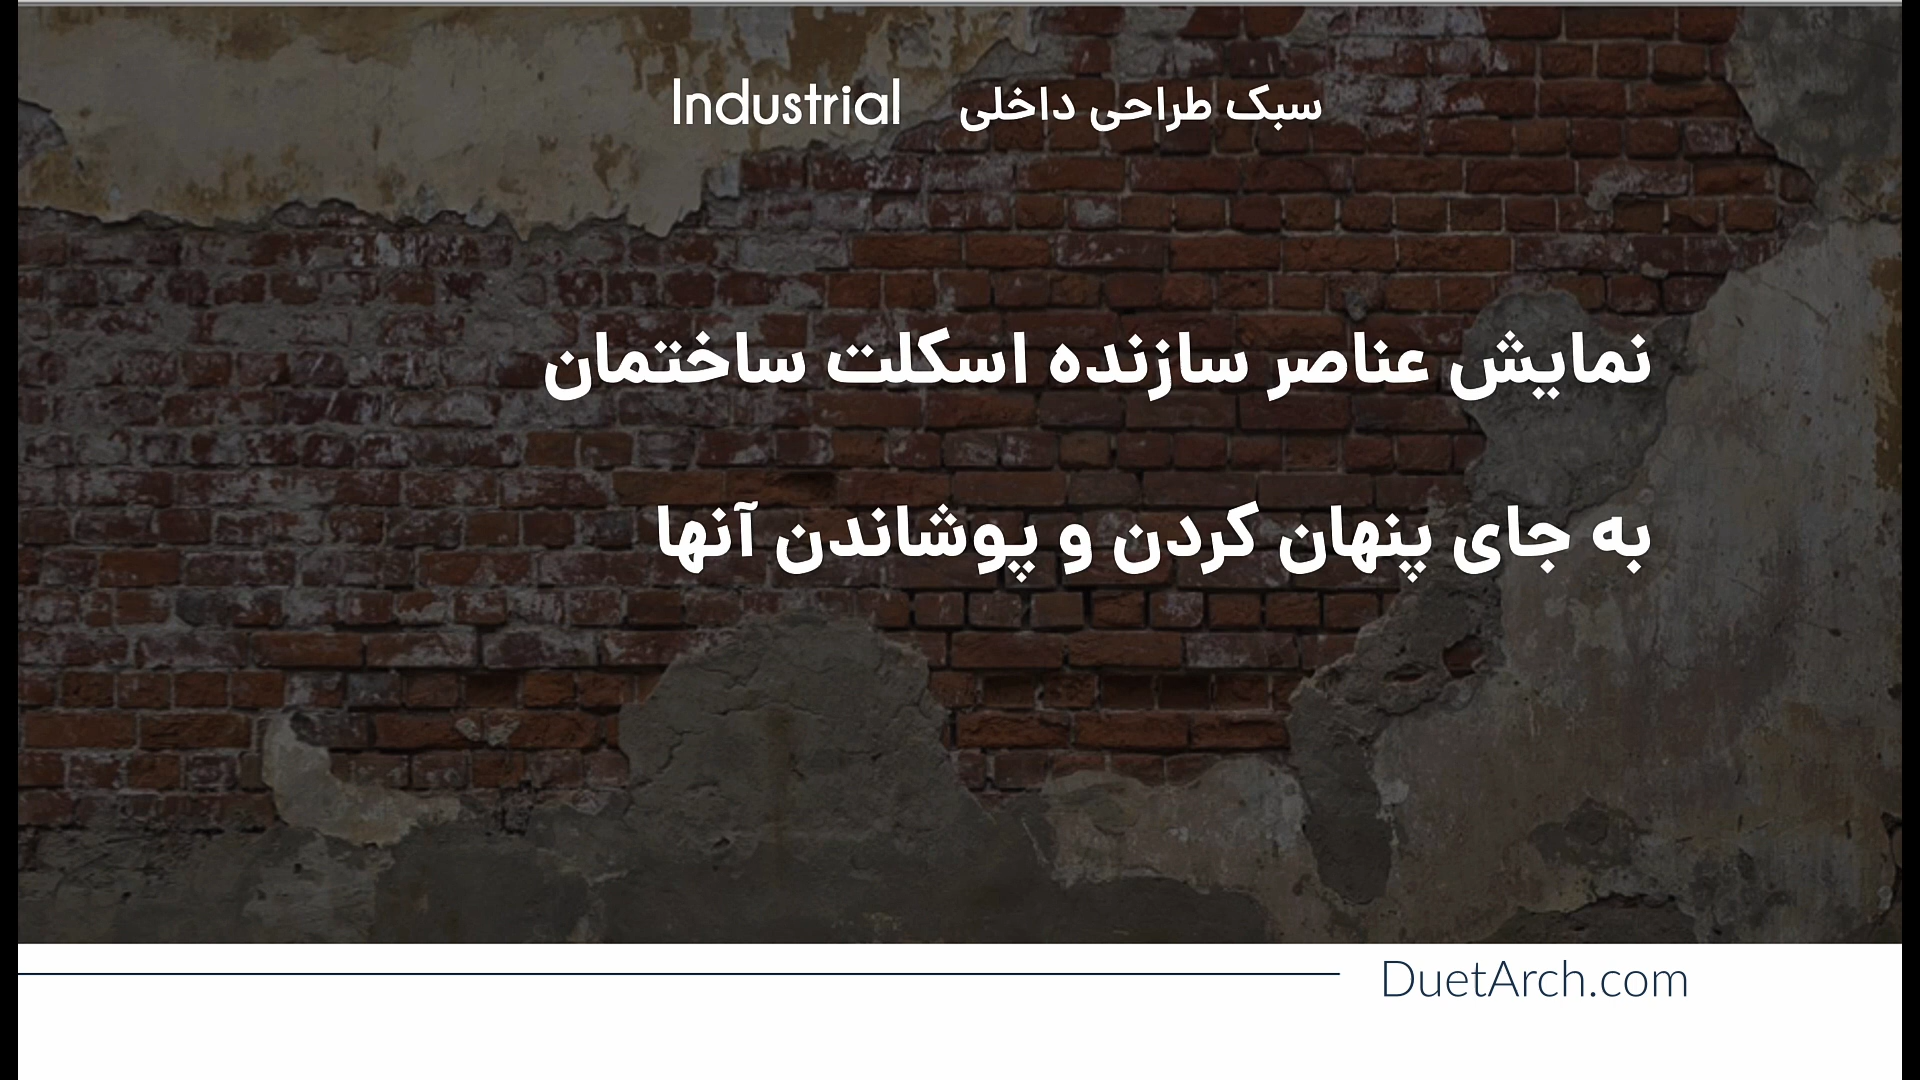 سبک طراحی داخلی Industrial
نمایش عناصر سازنده اسکلت ساختمان
به جای پنهان کردن و پوشاندن آنها
DuetArch.com